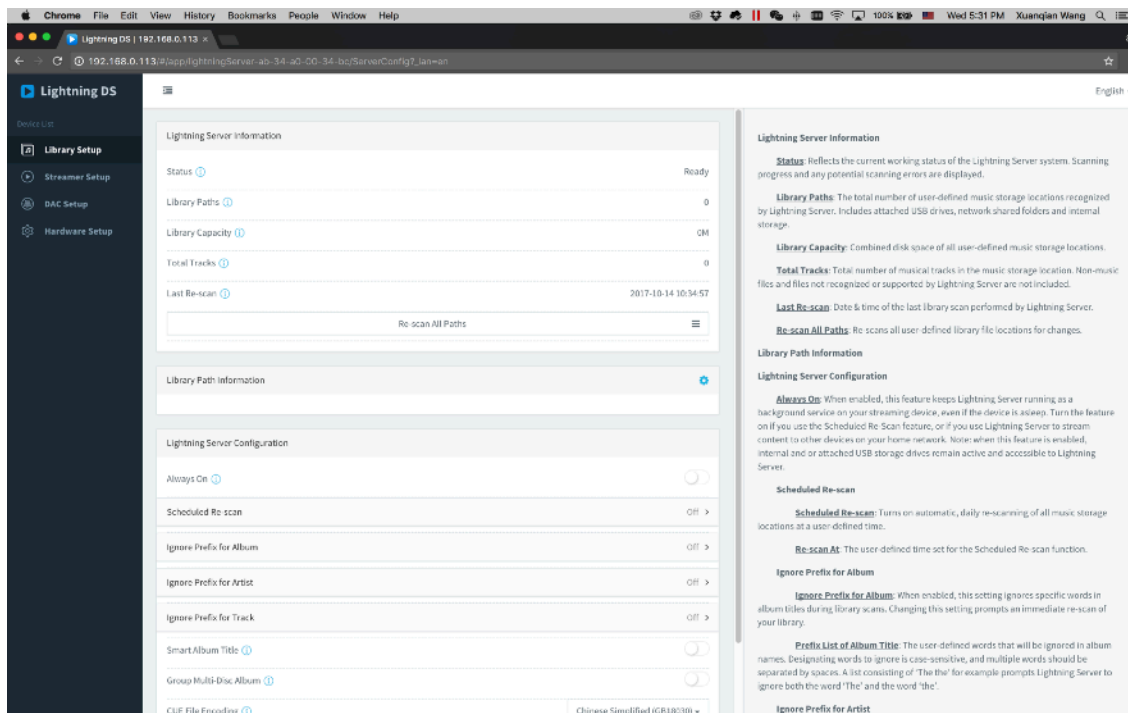 Chrome File Edit View History Bookmarks People Window Help 100% Wed 5:31 PM Xuanqian Wang
Lightning DS | 192.168.0.113 ×
192.168.0.113/#/app/lightningServer-ab-34-a0-00-34-bc/ServerConfig?_lan=en
Lightning DS
English
Device List
Library Setup
Streamer Setup
DAC Setup
Hardware Setup
Lightning Server Information
Status Ready
Library Paths 0
Library Capacity 0M
Total Tracks 0
Last Re-scan 2017-10-14 10:34:57
Re-scan All Paths
Library Path Information
Lightning Server Configuration
Always On
Scheduled Re-scan Off >
Ignore Prefix for Album Off >
Ignore Prefix for Artist Off >
Ignore Prefix for Track Off >
Smart Album Title
Group Multi-Disc Album
CUE File Encoding Chinese Simplified (GB18030)
Lightning Server Information
Status: Reflects the current working status of the Lightning Server system. Scanning
progress and any potential scanning errors are displayed.
Library Paths: The total number of user-defined music storage locations recognized
by Lightning Server. Includes attached USB drives, network shared folders and internal
storage.
Library Capacity: Combined disk space of all user-defined music storage locations.
Total Tracks: Total number of musical tracks in the music storage location. Non-music
files and files not recognized or supported by Lightning Server are not included.
Last Re-scan: Date & time of the last library scan performed by Lightning Server.
Re-scan All Paths: Re scans all user-defined library file locations for changes.
Library Path Information
Lightning Server Configuration
Always On: When enabled, this feature keeps Lightning Server running as a
background service on your streaming device, even if the device is asleep. Turn the feature
on if you use the Scheduled Re-Scan feature, or if you use Lightning Server to stream
content to other devices on your home network. Note: when this feature is enabled,
internal and or attached USB storage drives remain active and accessible to Lightning
Server.
Scheduled Re-scan
Scheduled Re-scan: Turns on automatic, daily re-scanning of all music storage
locations at a user-defined time.
Re-scan At: The user-defined time set for the Scheduled Re-scan function.
Ignore Prefix for Album
Ignore Prefix for Album: When enabled, this setting ignores specific words in
album titles during library scans. Changing this setting prompts an immediate re-scan of
your library.
Prefix List of Album Title: The user-defined words that will be ignored in album
names. Designating words to ignore is case-sensitive, and multiple words should be
separated by spaces. A list consisting of 'The the' for example prompts Lightning Server to
ignore both the word 'The' and the word 'the'.
Ignore Prefix for Artist